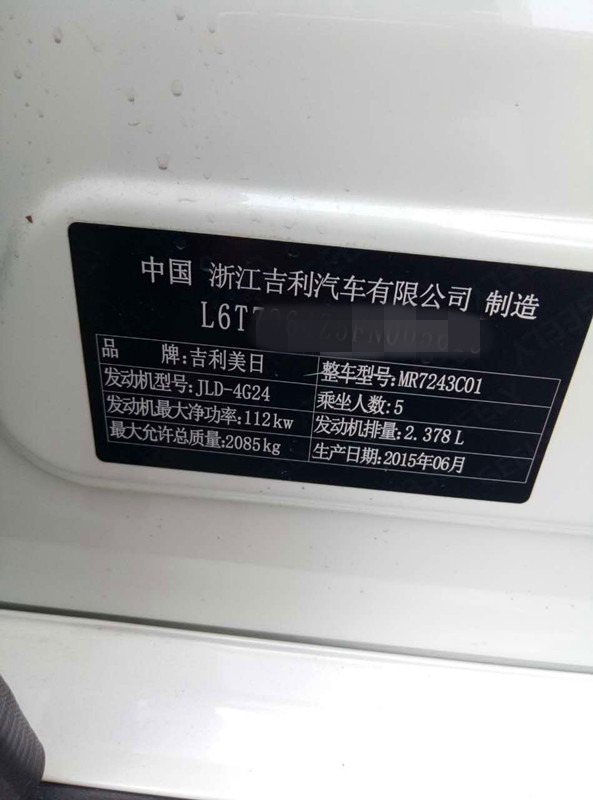 中国 浙江吉利汽车有限公司 制造
L6T7
品 牌:吉利美日
整车型号:MR7243C01
发动机型号:JLD-4G24
乘坐人数:5
发动机最大净功率:112kw
发动机排量:2.378L
最大允许总质量:2085kg
生产日期:2015年06月